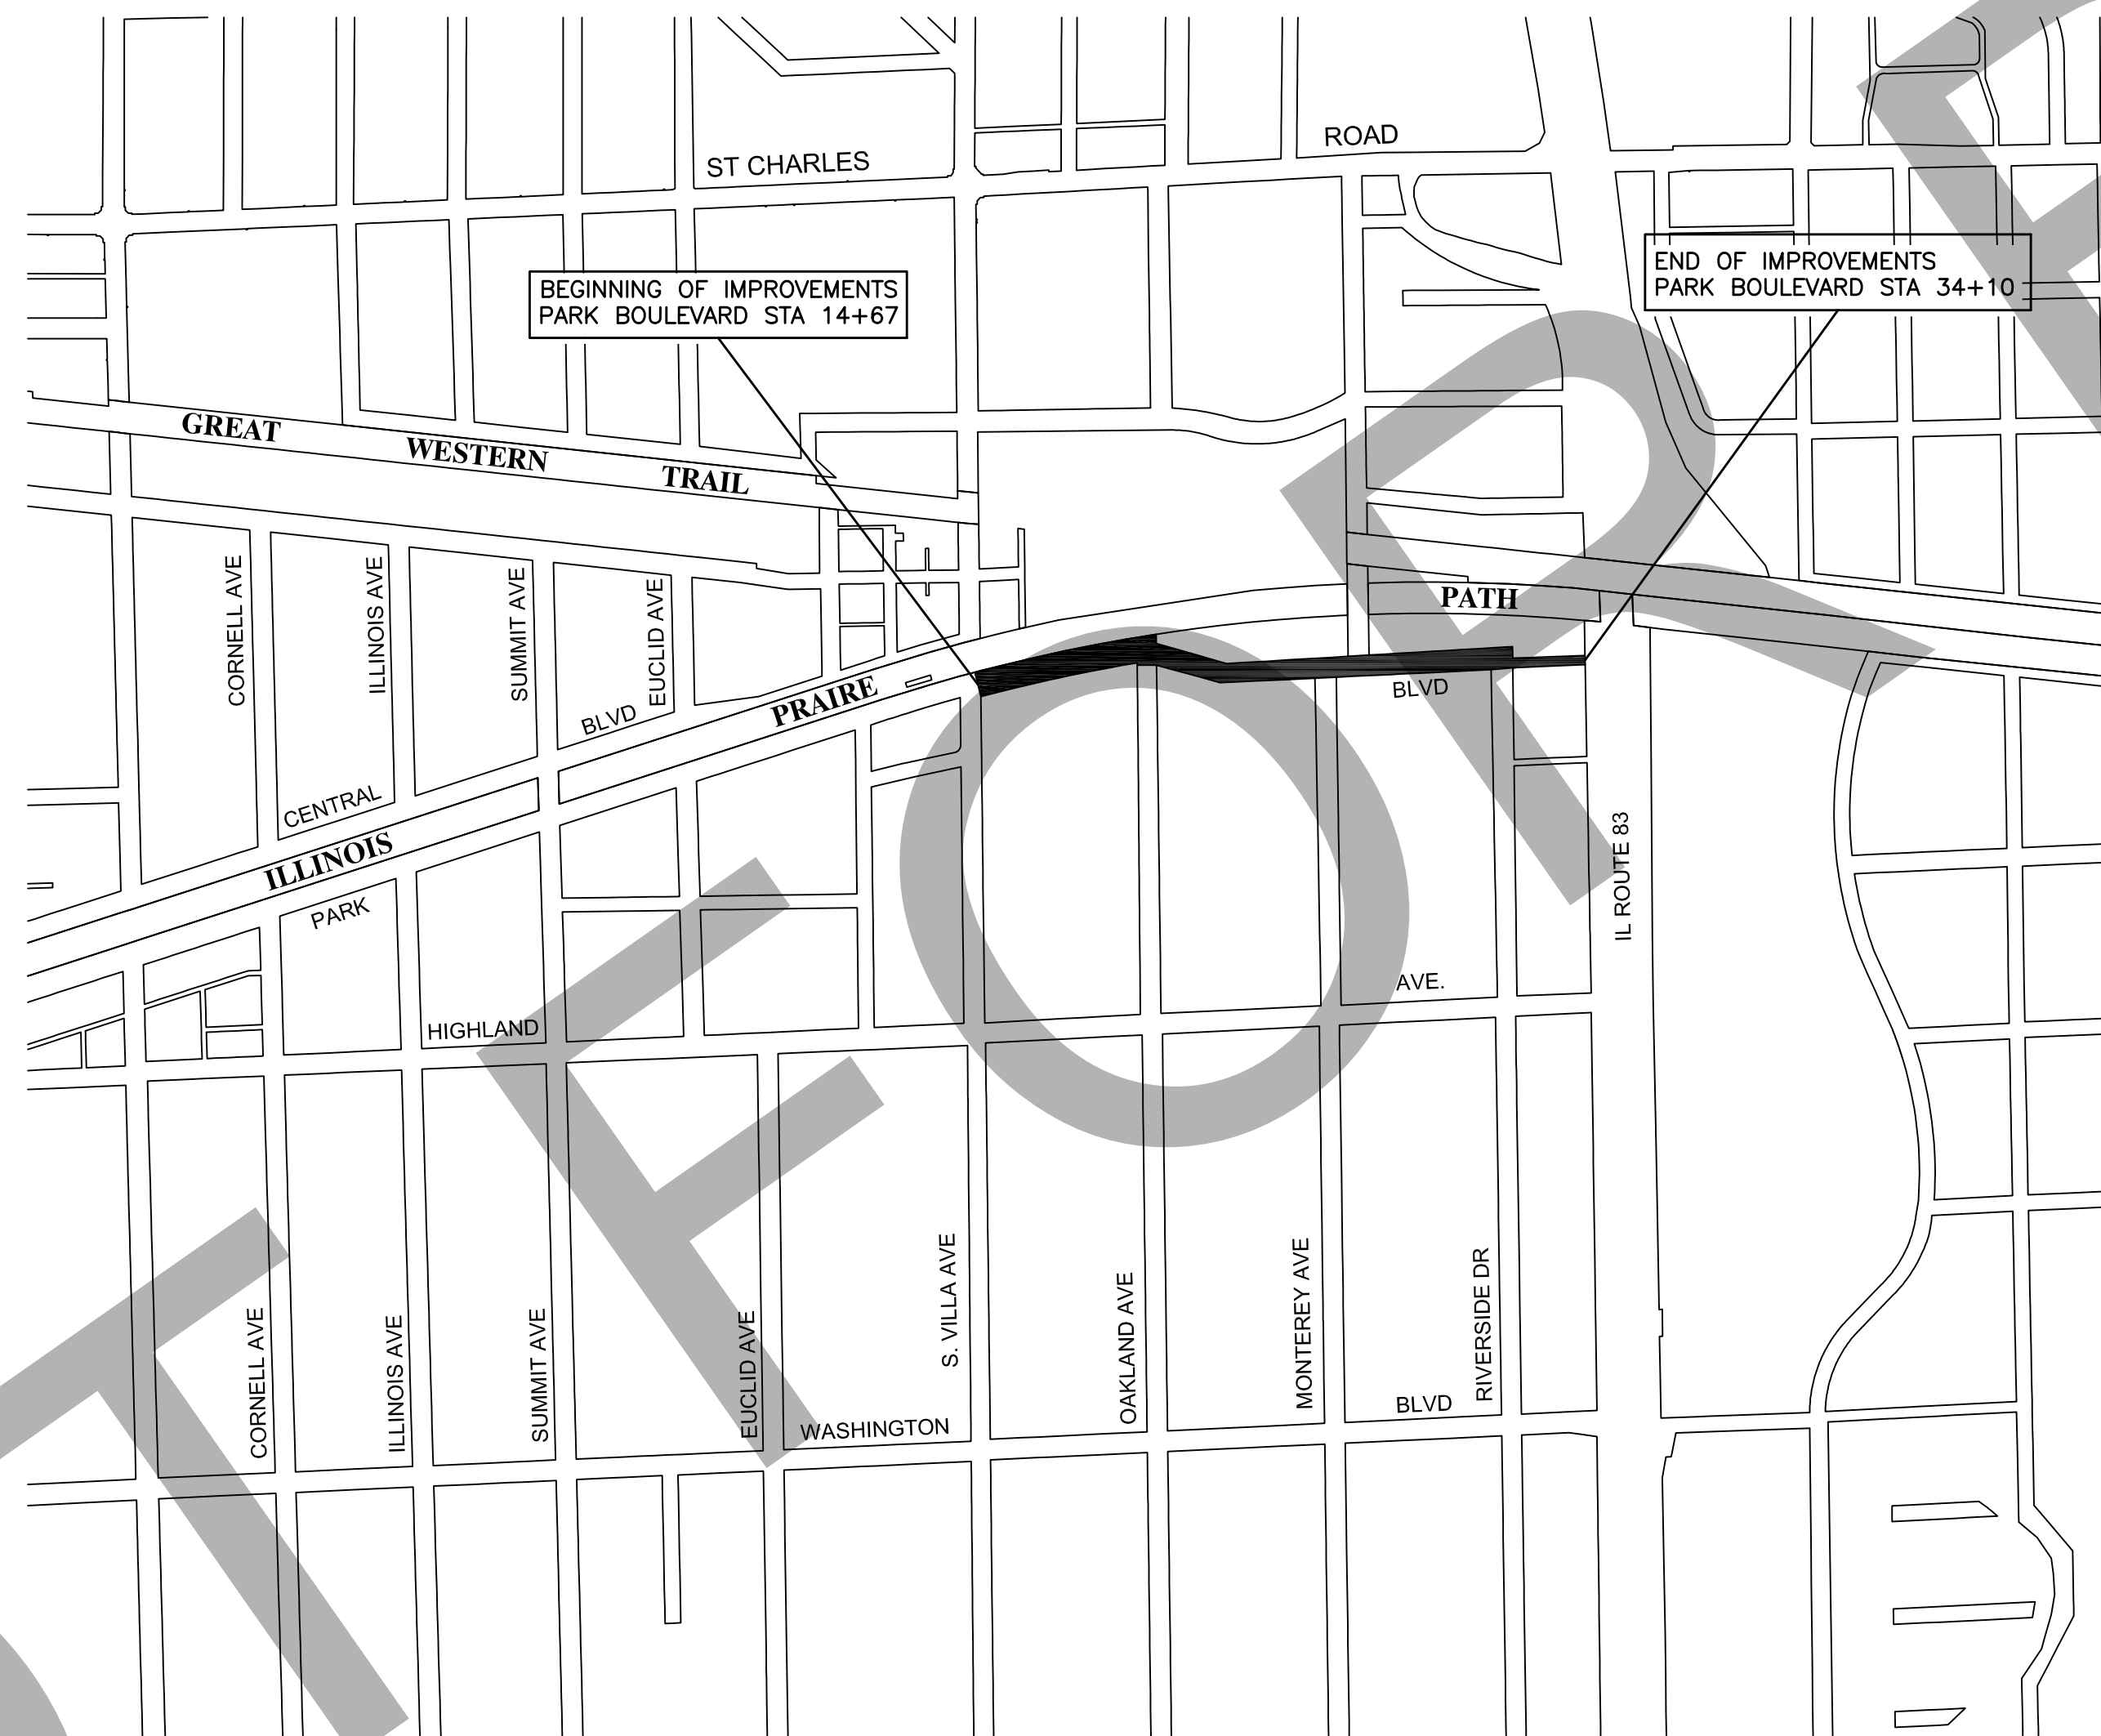 ST CHARLES ROAD
BEGINNING OF IMPROVEMENTS
PARK BOULEVARD STA 14+67
END OF IMPROVEMENTS
PARK BOULEVARD STA 34+10
GREAT WESTERN TRAIL
CORNELL AVE
ILLINOIS AVE
SUMMIT AVE
EUCLID AVE
CENTRAL BLVD
ILLINOIS PRAIRE PATH
PARK BLVD
IL ROUTE 83
HIGHLAND AVE.
CORNELL AVE
ILLINOIS AVE
SUMMIT AVE
EUCLID AVE
S. VILLA AVE
OAKLAND AVE
MONTEREY AVE
RIVERSIDE DR
WASHINGTON BLVD